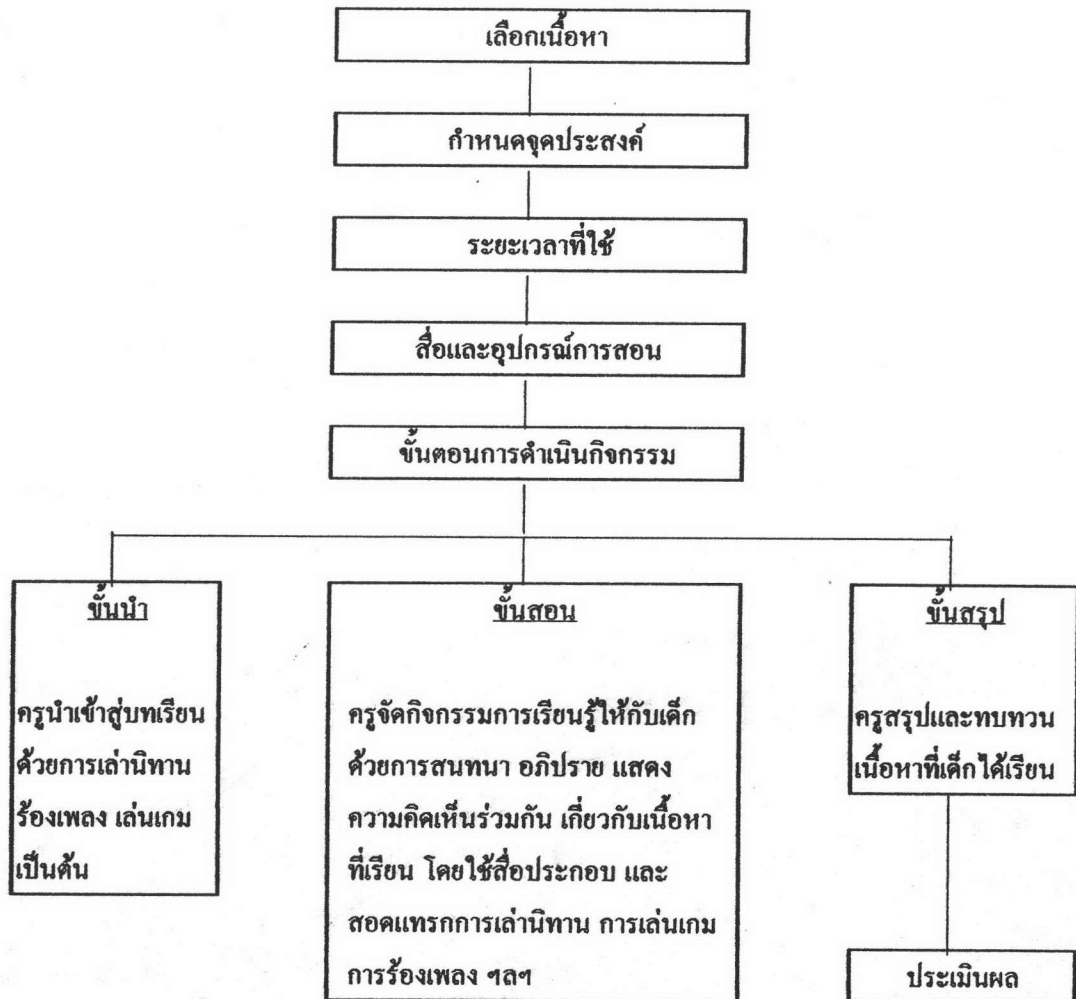 เลือกเนื้อหา
กำหนดจุดประสงค์
ระยะเวลาที่ใช้
สื่อและอุปกรณ์การสอน
ขั้นตอนการดำเนินกิจกรรม
ขั้นนำ
ครูนำเข้าสู่บทเรียน
ด้วยการเล่านิทาน
ร้องเพลง เล่นเกม
เป็นต้น
ขั้นสอน
ครูจัดกิจกรรมการเรียนรู้ให้กับเด็ก
ด้วยการสนทนา อภิปราย แสดง
ความคิดเห็นร่วมกัน เกี่ยวกับเนื้อหา
ที่เรียน โดยใช้สื่อประกอบ และ
สอดแทรกการเล่านิทาน การเล่นเกม
การร้องเพลง ฯลฯ
ขั้นสรุป
ครูสรุปและทบทวน
เนื้อหาที่เด็กได้เรียน
ประเมินผล